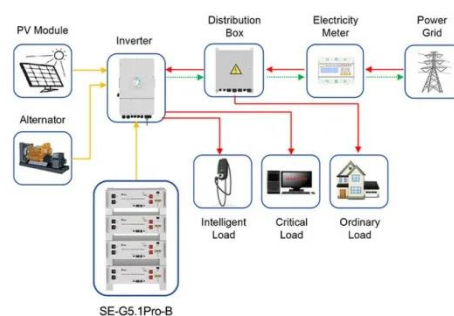 PV Module
Inverter
Distribution
Box
Electricity
Meter
Power
Grid
Alternator
Intelligent
Load
Critical
Load
Ordinary
Load
SE-G5.1Pro-B